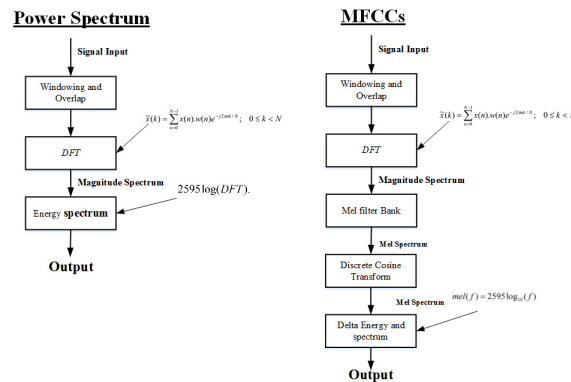 Power Spectrum
Signal Input
Windowing and
Overlap
x̃(k) = ∑_{n=0}^{N-1} x(n).w(n)e^{-j2πnk/N}; 0 ≤ k < N
DFT
Magnitude Spectrum
Energy spectrum
2595log(DFT).
Output
MFCCs
Signal Input
Windowing and
Overlap
x̃(k) = ∑_{n=0}^{N-1} x(n).w(n)e^{-j2πnk/N}; 0 ≤ k <
DFT
Magnitude Spectrum
Mel filter Bank
Mel Spectrum
Discrete Cosine
Transform
Mel Spectrum
mel(f) = 2595log₁₀(f)
Delta Energy and
spectrum
Output